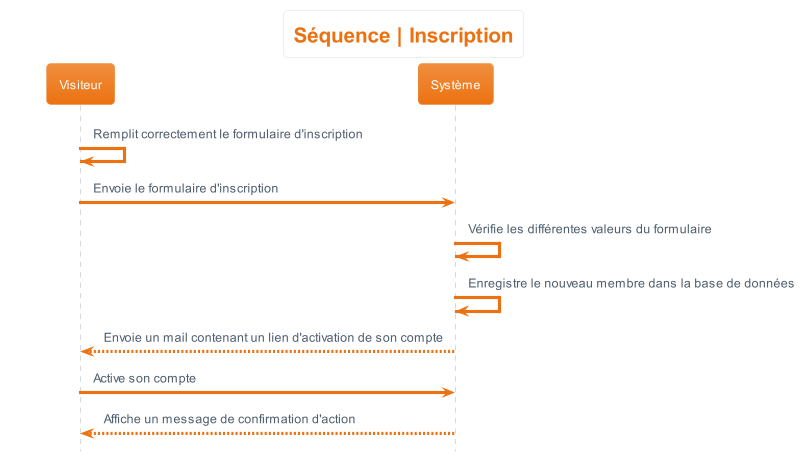 Séquence | Inscription
Visiteur
Système
Remplit correctement le formulaire d'inscription
Envoie le formulaire d'inscription
Vérifie les différentes valeurs du formulaire
Enregistre le nouveau membre dans la base de données
Envoie un mail contenant un lien d'activation de son compte
Active son compte
Affiche un message de confirmation d'action